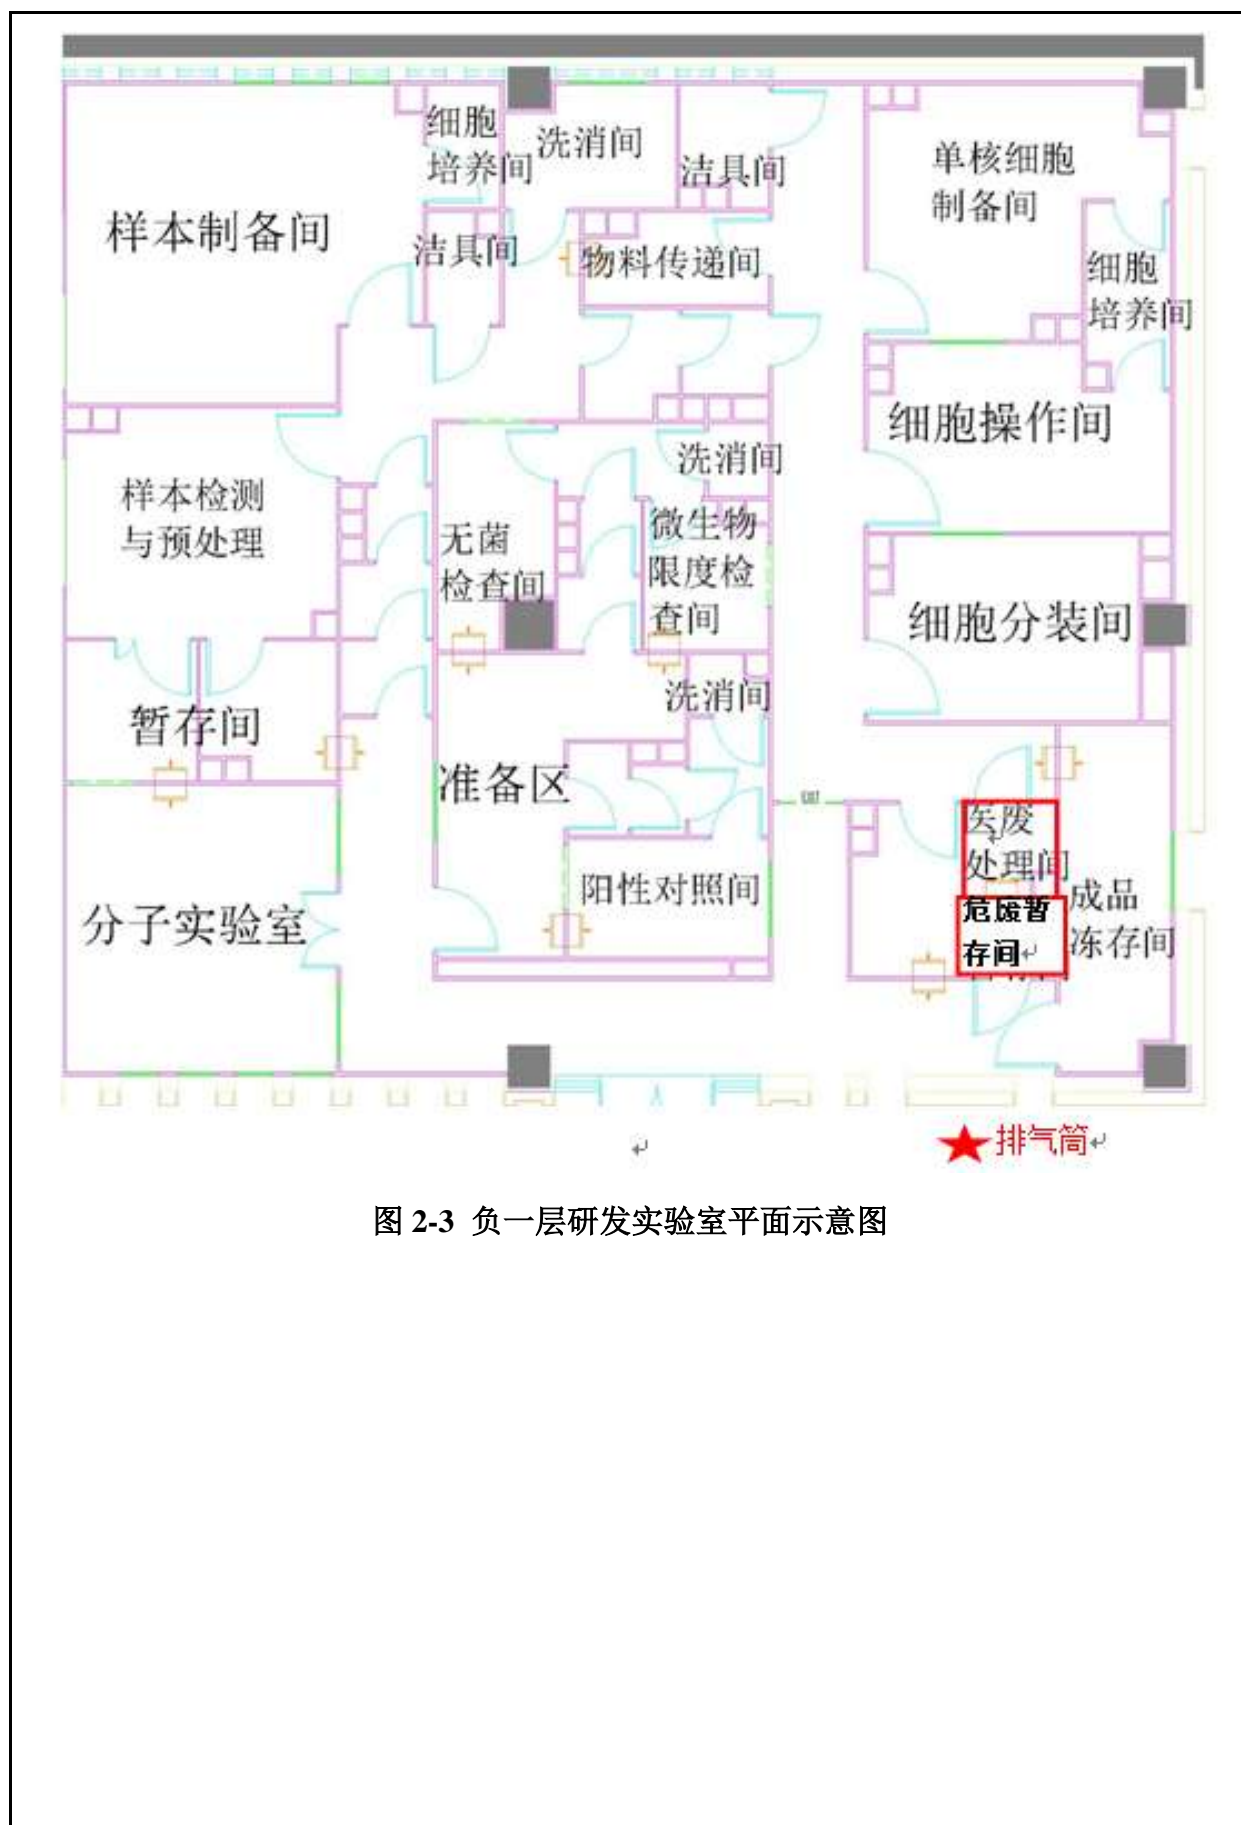 细胞
培养间
洗消间
洁具间
单核细胞
制备间
样本制备间
洁具间
物料传递间
细胞
培养间
细胞操作间
洗消间
样本检测
与预处理
无菌
检查间
微生物
限度检
查间
细胞分装间
洗消间
暂存间
准备区
医废
处理间
阳性对照间
成品
冻存间
危废暂
存间
分子实验室
排气筒
图 2-3 负一层研发实验室平面示意图